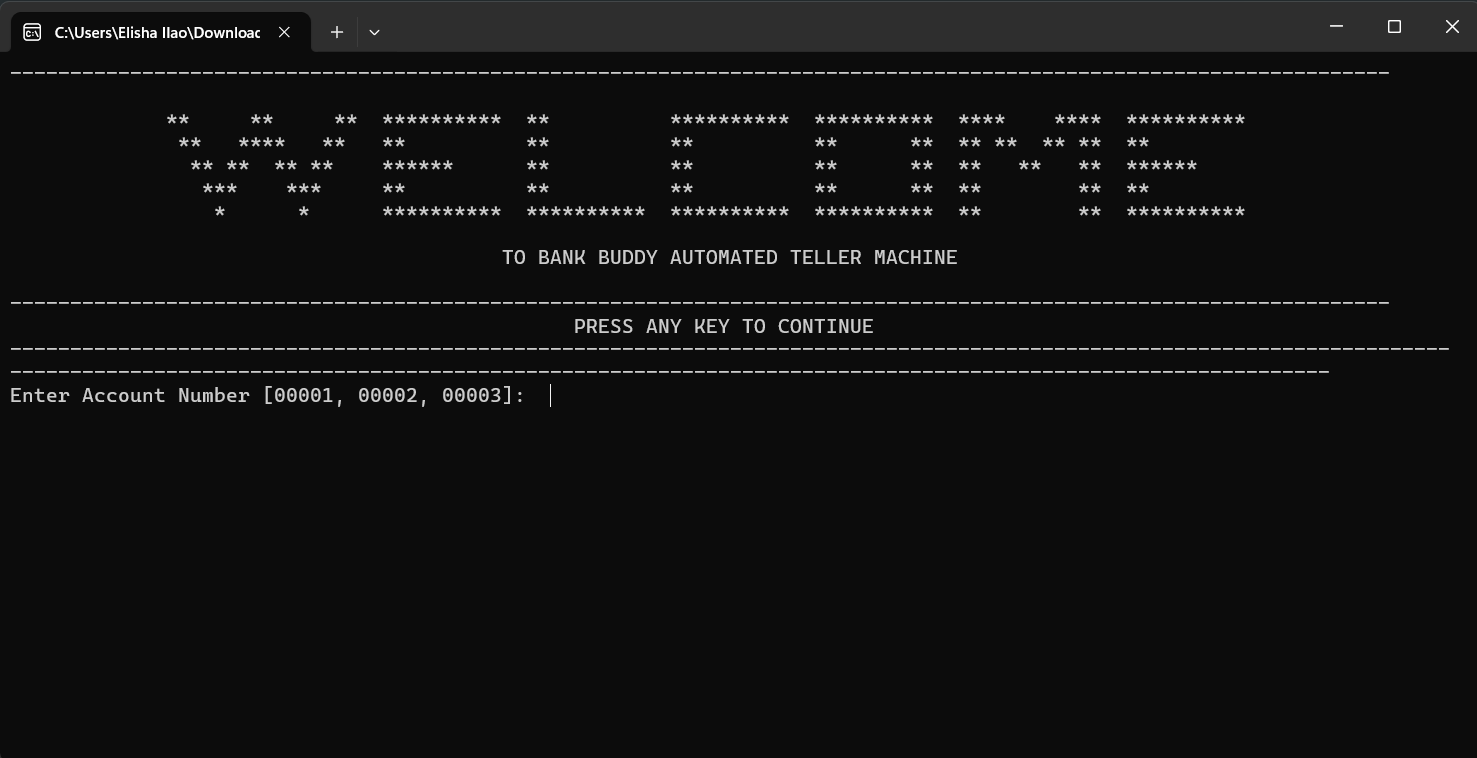 C:\Users\Elisha Ilao\Downloac
WELCOME
TO BANK BUDDY AUTOMATED TELLER MACHINE
PRESS ANY KEY TO CONTINUE
Enter Account Number [00001, 00002, 00003]: